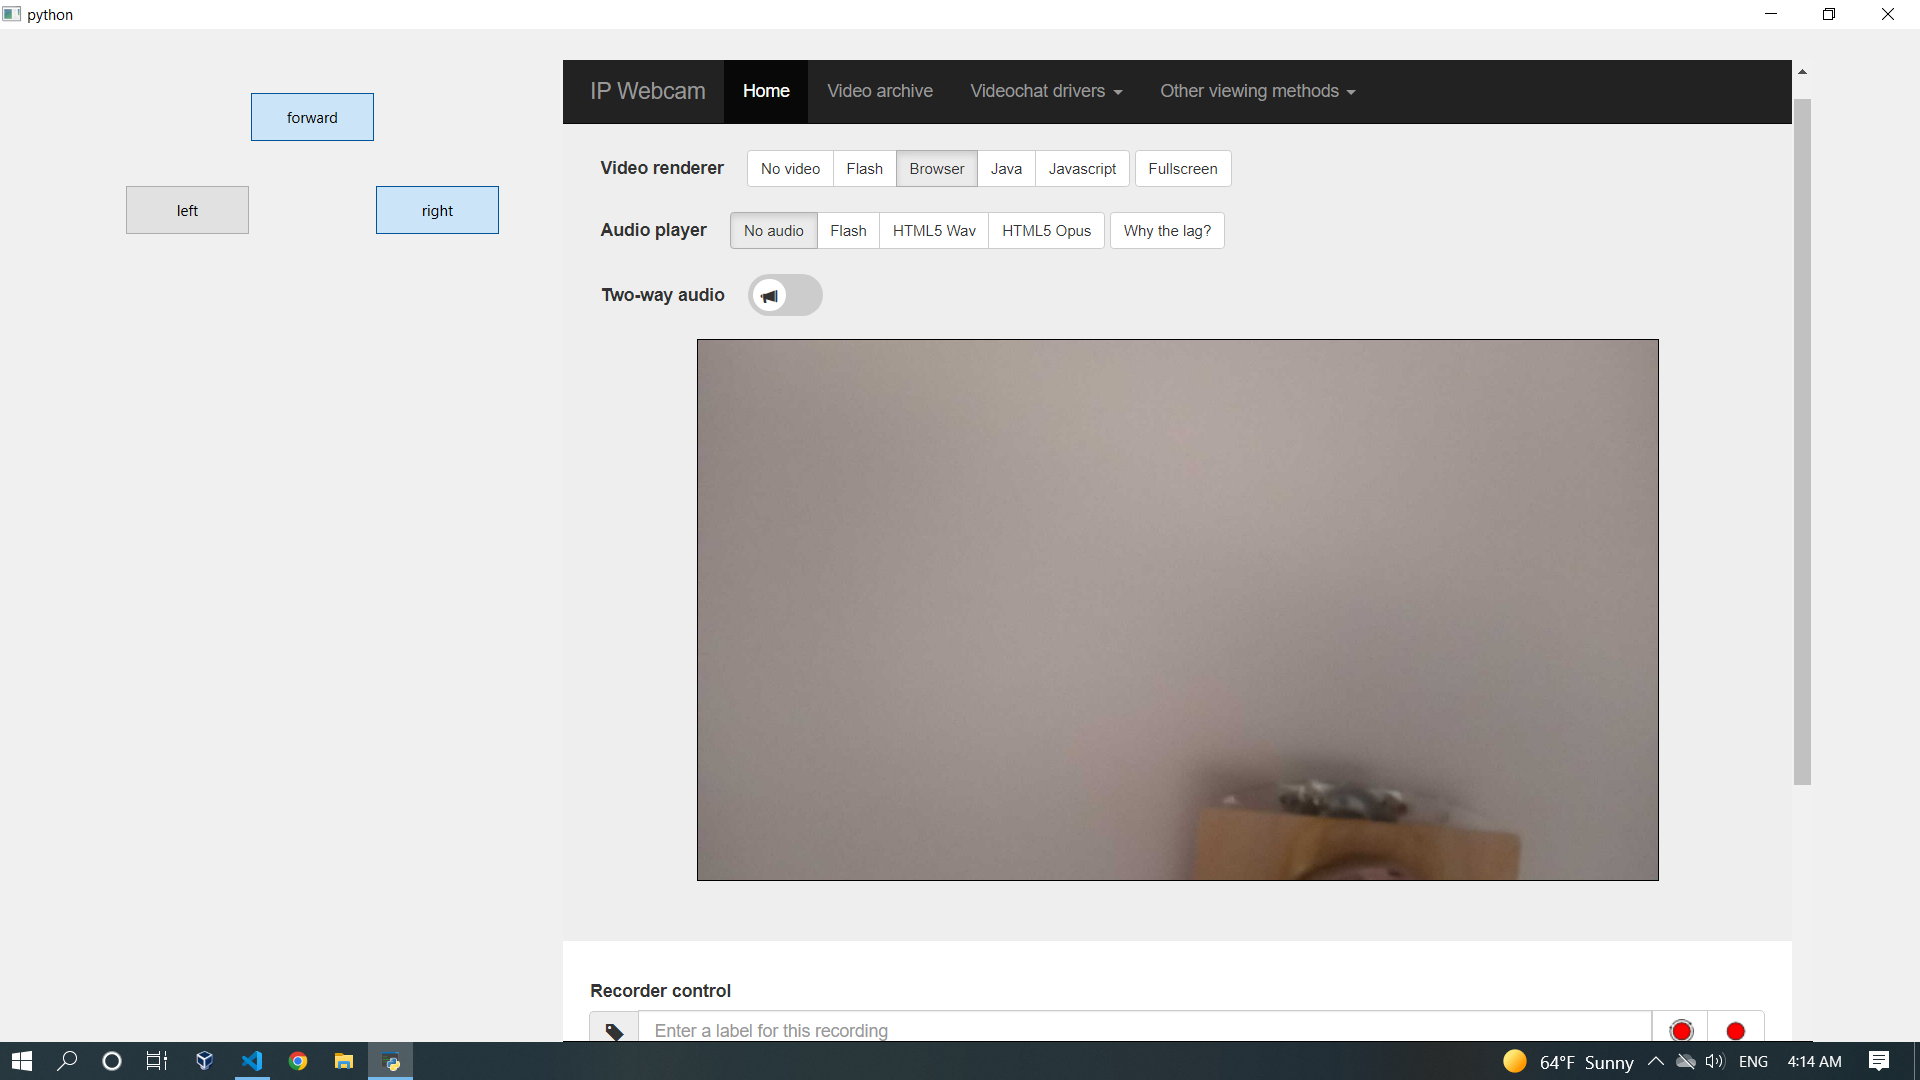 python
forward
left
right
IP Webcam Home Video archive Videochat drivers Other viewing methods
Video renderer No video Flash Browser Java Javascript Fullscreen
Audio player No audio Flash HTML5 Wav HTML5 Opus Why the lag?
Two-way audio
Recorder control
Enter a label for this recording
64°F Sunny ENG 4:14 AM